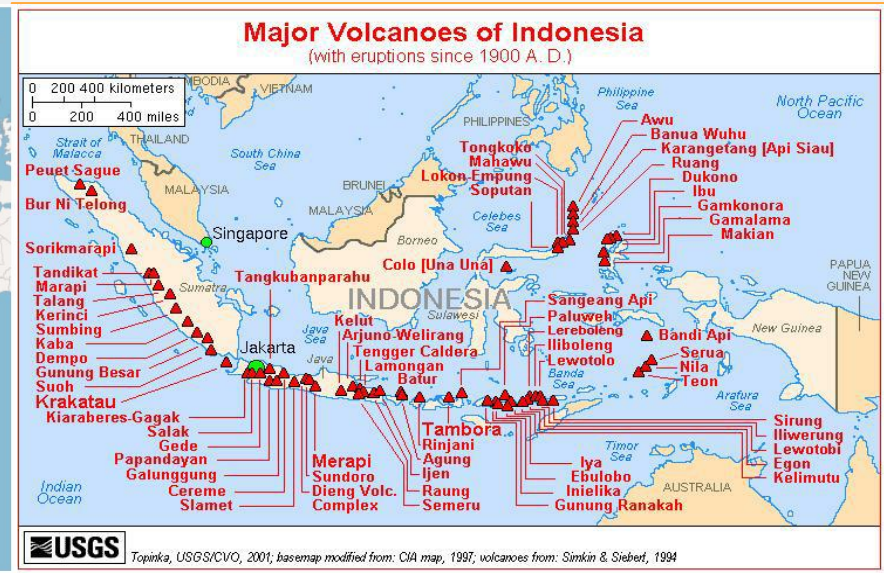 Major Volcanoes of Indonesia
(with eruptions since 1900 A. D.)
0 200 400 kilometers
0 200 400 miles
CAMBODIA
VIETNAM
THAILAND
Strait of
Malacca
South China
Sea
PHILIPPINES
Philippine
Sea
North Pacific
Ocean
MALAYSIA
BRUNEI
MALAYSIA
Singapore
Borneo
Celebes
Sea
Peuet Sague
Bur Ni Telong
Sorikmarapi
Tandikat
Marapi
Talang
Kerinci
Sumbing
Kaba
Dempo
Gunung Besar
Suoh
Krakatau
Sumatra
Tangkubanparahu
Jakarta
Java
Sea
Java
INDONESIA
Sulawesi
Tongkoko
Mahawu
Lokon-Empung
Soputan
Colo [Una Una]
Awu
Banua Wuhu
Karangetang [Api Siau]
Ruang
Dukono
Ibu
Gamkonora
Gamalama
Makian
PAPUA
NEW
GUINEA
New Guinea
Kelut
Arjuno-Welirang
Tengger Caldera
Lamongan
Batur
Sangeang Api
Paluweh
Lereboleng
Iliboleng
Lewotolo
Banda
Sea
Bandi Api
Serua
Nila
Teon
Arafura
Sea
Kiaraberes-Gagak
Salak
Gede
Papandayan
Galunggung
Cereme
Slamet
Merapi
Sundoro
Dieng Volc.
Complex
Tambora
Rinjani
Agung
Ijen
Raung
Semeru
Iya
Ebulobo
Inielika
Gunung Ranakah
Sirung
Iliwerung
Lewotobi
Egon
Kelimutu
Timor
Sea
AUSTRALIA
Indian
Ocean
USGS
Topinka, USGS/CVO, 2001; basemap modified from: CIA map, 1997; volcanoes from: Simkin & Siebert, 1994